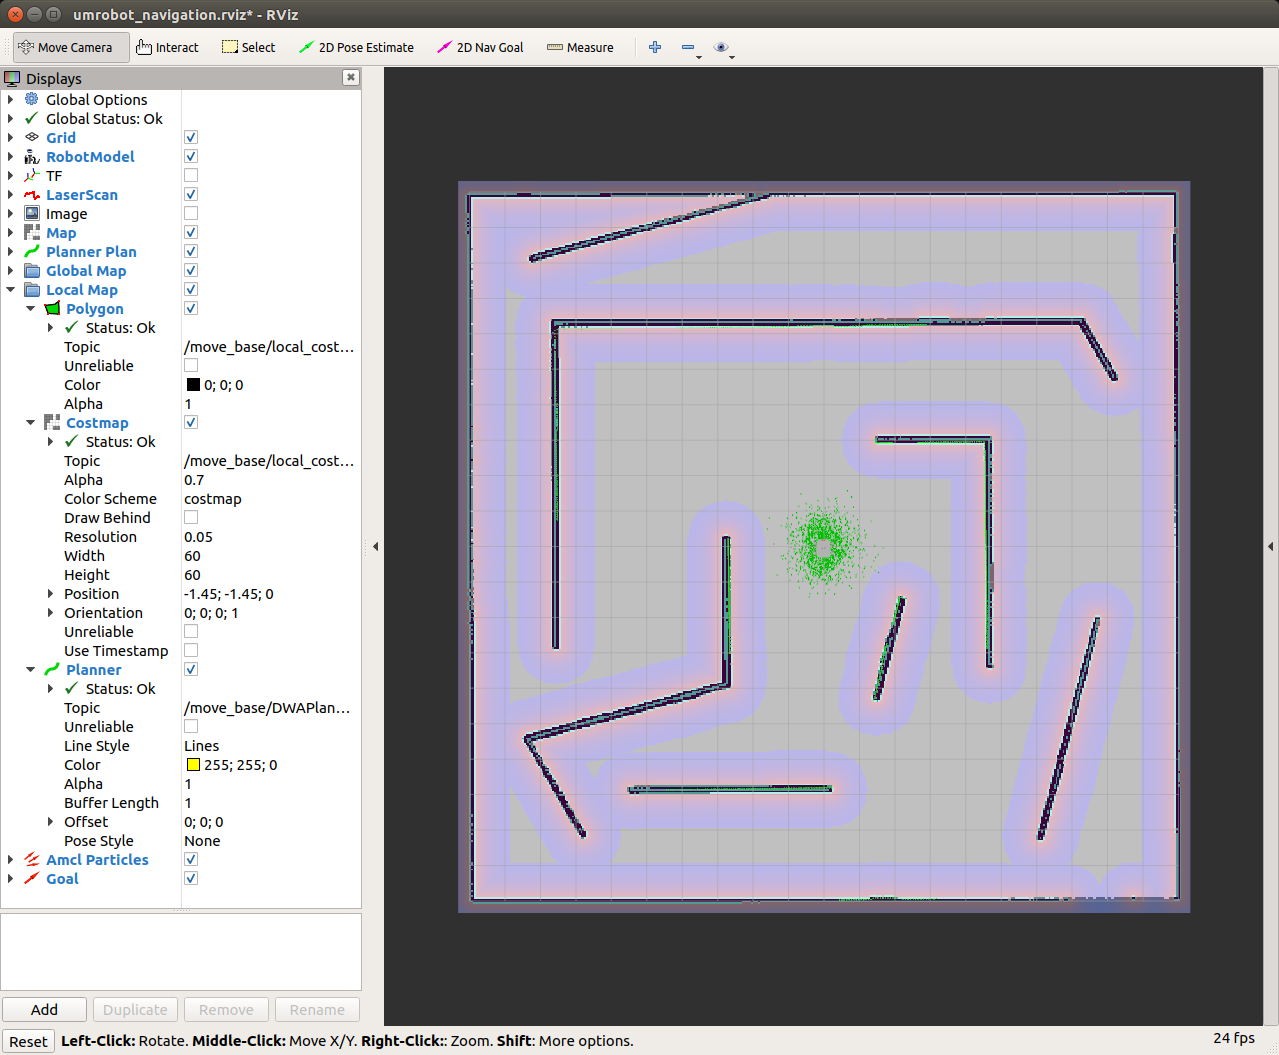 umrobot_navigation.rviz* - RViz
Move Camera Interact Select 2D Pose Estimate 2D Nav Goal Measure
Displays
Global Options
Global Status: Ok
Grid
RobotModel
TF
LaserScan
Image
Map
Planner Plan
Global Map
Local Map
Polygon
Status: Ok
Topic /move_base/local_cost...
Unreliable
Color 0; 0; 0
Alpha 1
Costmap
Status: Ok
Topic /move_base/local_cost...
Alpha 0.7
Color Scheme costmap
Draw Behind
Resolution 0.05
Width 60
Height 60
Position -1.45; -1.45; 0
Orientation 0; 0; 0; 1
Unreliable
Use Timestamp
Planner
Status: Ok
Topic /move_base/DWAPlan...
Unreliable
Line Style Lines
Color 255; 255; 0
Alpha 1
Buffer Length 1
Offset 0; 0; 0
Pose Style None
Amcl Particles
Goal
Add Duplicate Remove Rename
Reset Left-Click: Rotate. Middle-Click: Move X/Y. Right-Click:: Zoom. Shift: More options. 24 fps